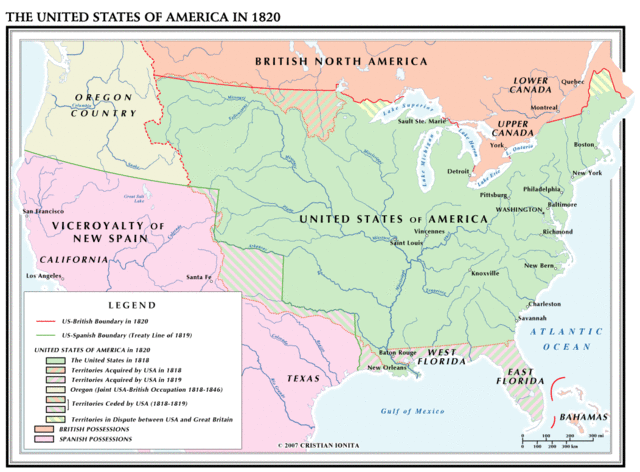 THE UNITED STATES OF AMERICA IN 1820
BRITISH NORTH AMERICA
LOWER
CANADA
Quebec
Montreal
OREGON
COUNTRY
Columbia
Missouri
Lake Superior
Sault Ste. Marie
UPPER
CANADA
York
L. Ontario
Lake Huron
Lake Michigan
Lake Erie
Detroit
Boston
New York
Philadelphia
Pittsburg
Baltimore
WASHINGTON
Richmond
Great Salt
Lake
San Francisco
VICEROYALTY OF
NEW SPAIN
CALIFORNIA
Los Angeles
Santa Fe
UNITED STATES OF AMERICA
Vincennes
Saint Louis
Arkansas
Knoxville
New Bern
Charleston
Savannah
ATLANTIC
OCEAN
LEGEND
US-British Boundary in 1820
US-Spanish Boundary (Treaty Line of 1819)
UNITED STATES OF AMERICA in 1820
The United States in 1818
Territories Acquired by USA in 1818
Territories Acquired by USA in 1819
Oregon (Joint USA-British Occupation 1818-1846)
Territories Ceded by USA (1818-1819)
Territories in Dispute between USA and Great Britain
BRITISH POSSESSIONS
SPANISH POSSESSIONS
TEXAS
Baton Rouge
New Orleans
WEST
FLORIDA
EAST
FLORIDA
Gulf of Mexico
BAHAMAS
© 2007 CRISTIAN IONITA